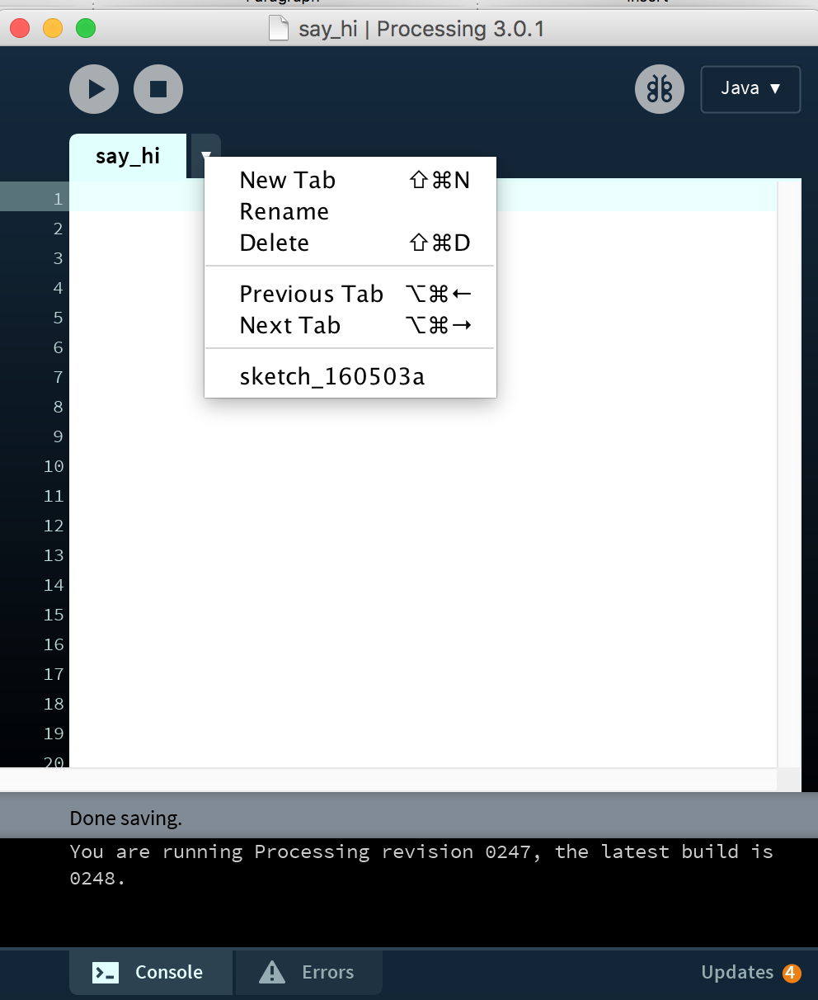 say_hi | Processing 3.0.1
Java ▼
say_hi ▼
New Tab ⇧⌘N
Rename
Delete ⇧⌘D
Previous Tab ⌥⌘←
Next Tab ⌥⌘→
sketch_160503a
1
2
3
4
5
6
7
8
9
10
11
12
13
14
15
16
17
18
19
20
Done saving.
You are running Processing revision 0247, the latest build is
0248.
Console
Errors
Updates 4